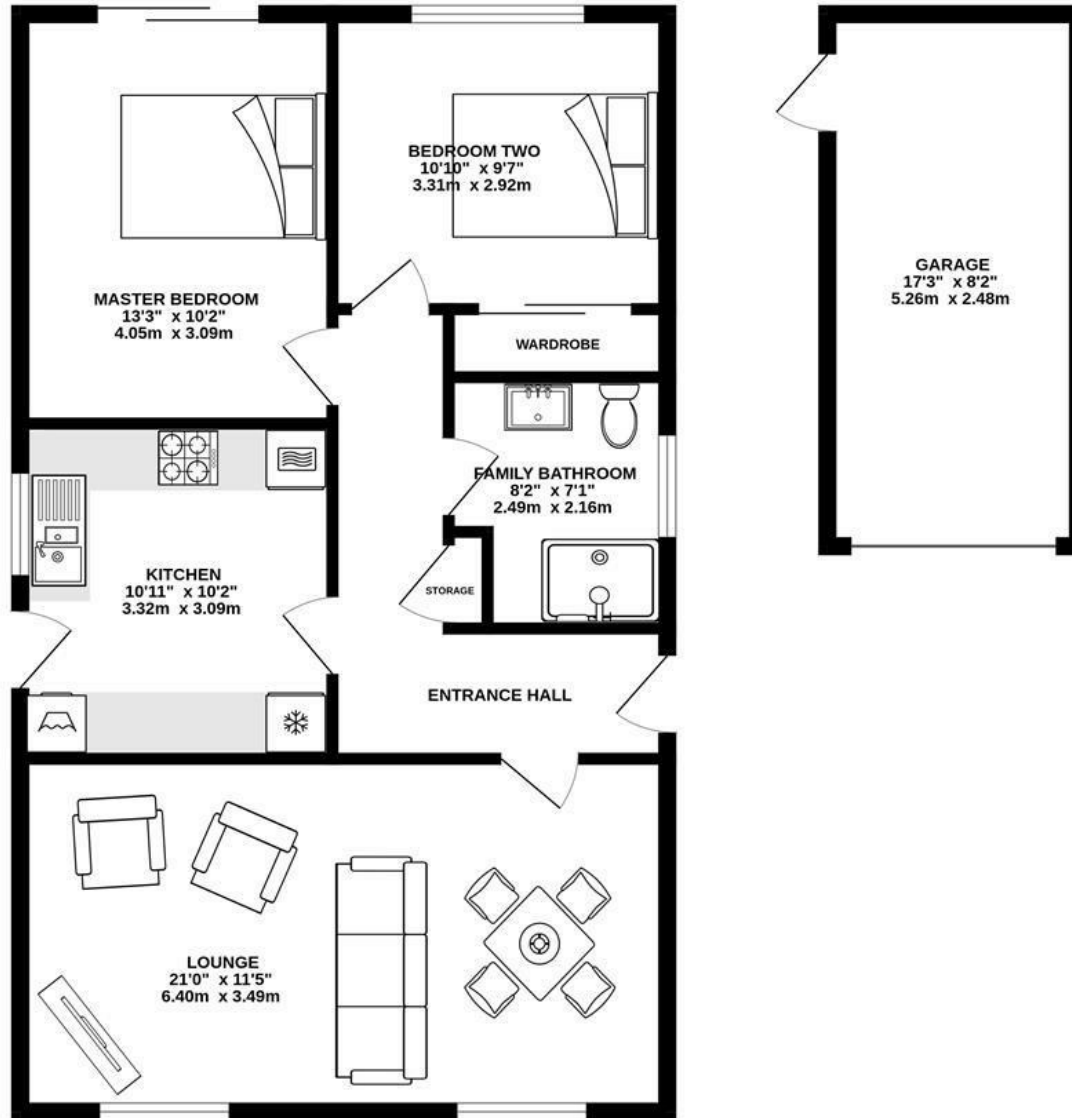 BEDROOM TWO
10'10" x 9'7"
3.31m x 2.92m
MASTER BEDROOM
13'3" x 10'2"
4.05m x 3.09m
WARDROBE
FAMILY BATHROOM
8'2" x 7'1"
2.49m x 2.16m
KITCHEN
10'11" x 10'2"
3.32m x 3.09m
STORAGE
ENTRANCE HALL
LOUNGE
21'0" x 11'5"
6.40m x 3.49m
GARAGE
17'3" x 8'2"
5.26m x 2.48m